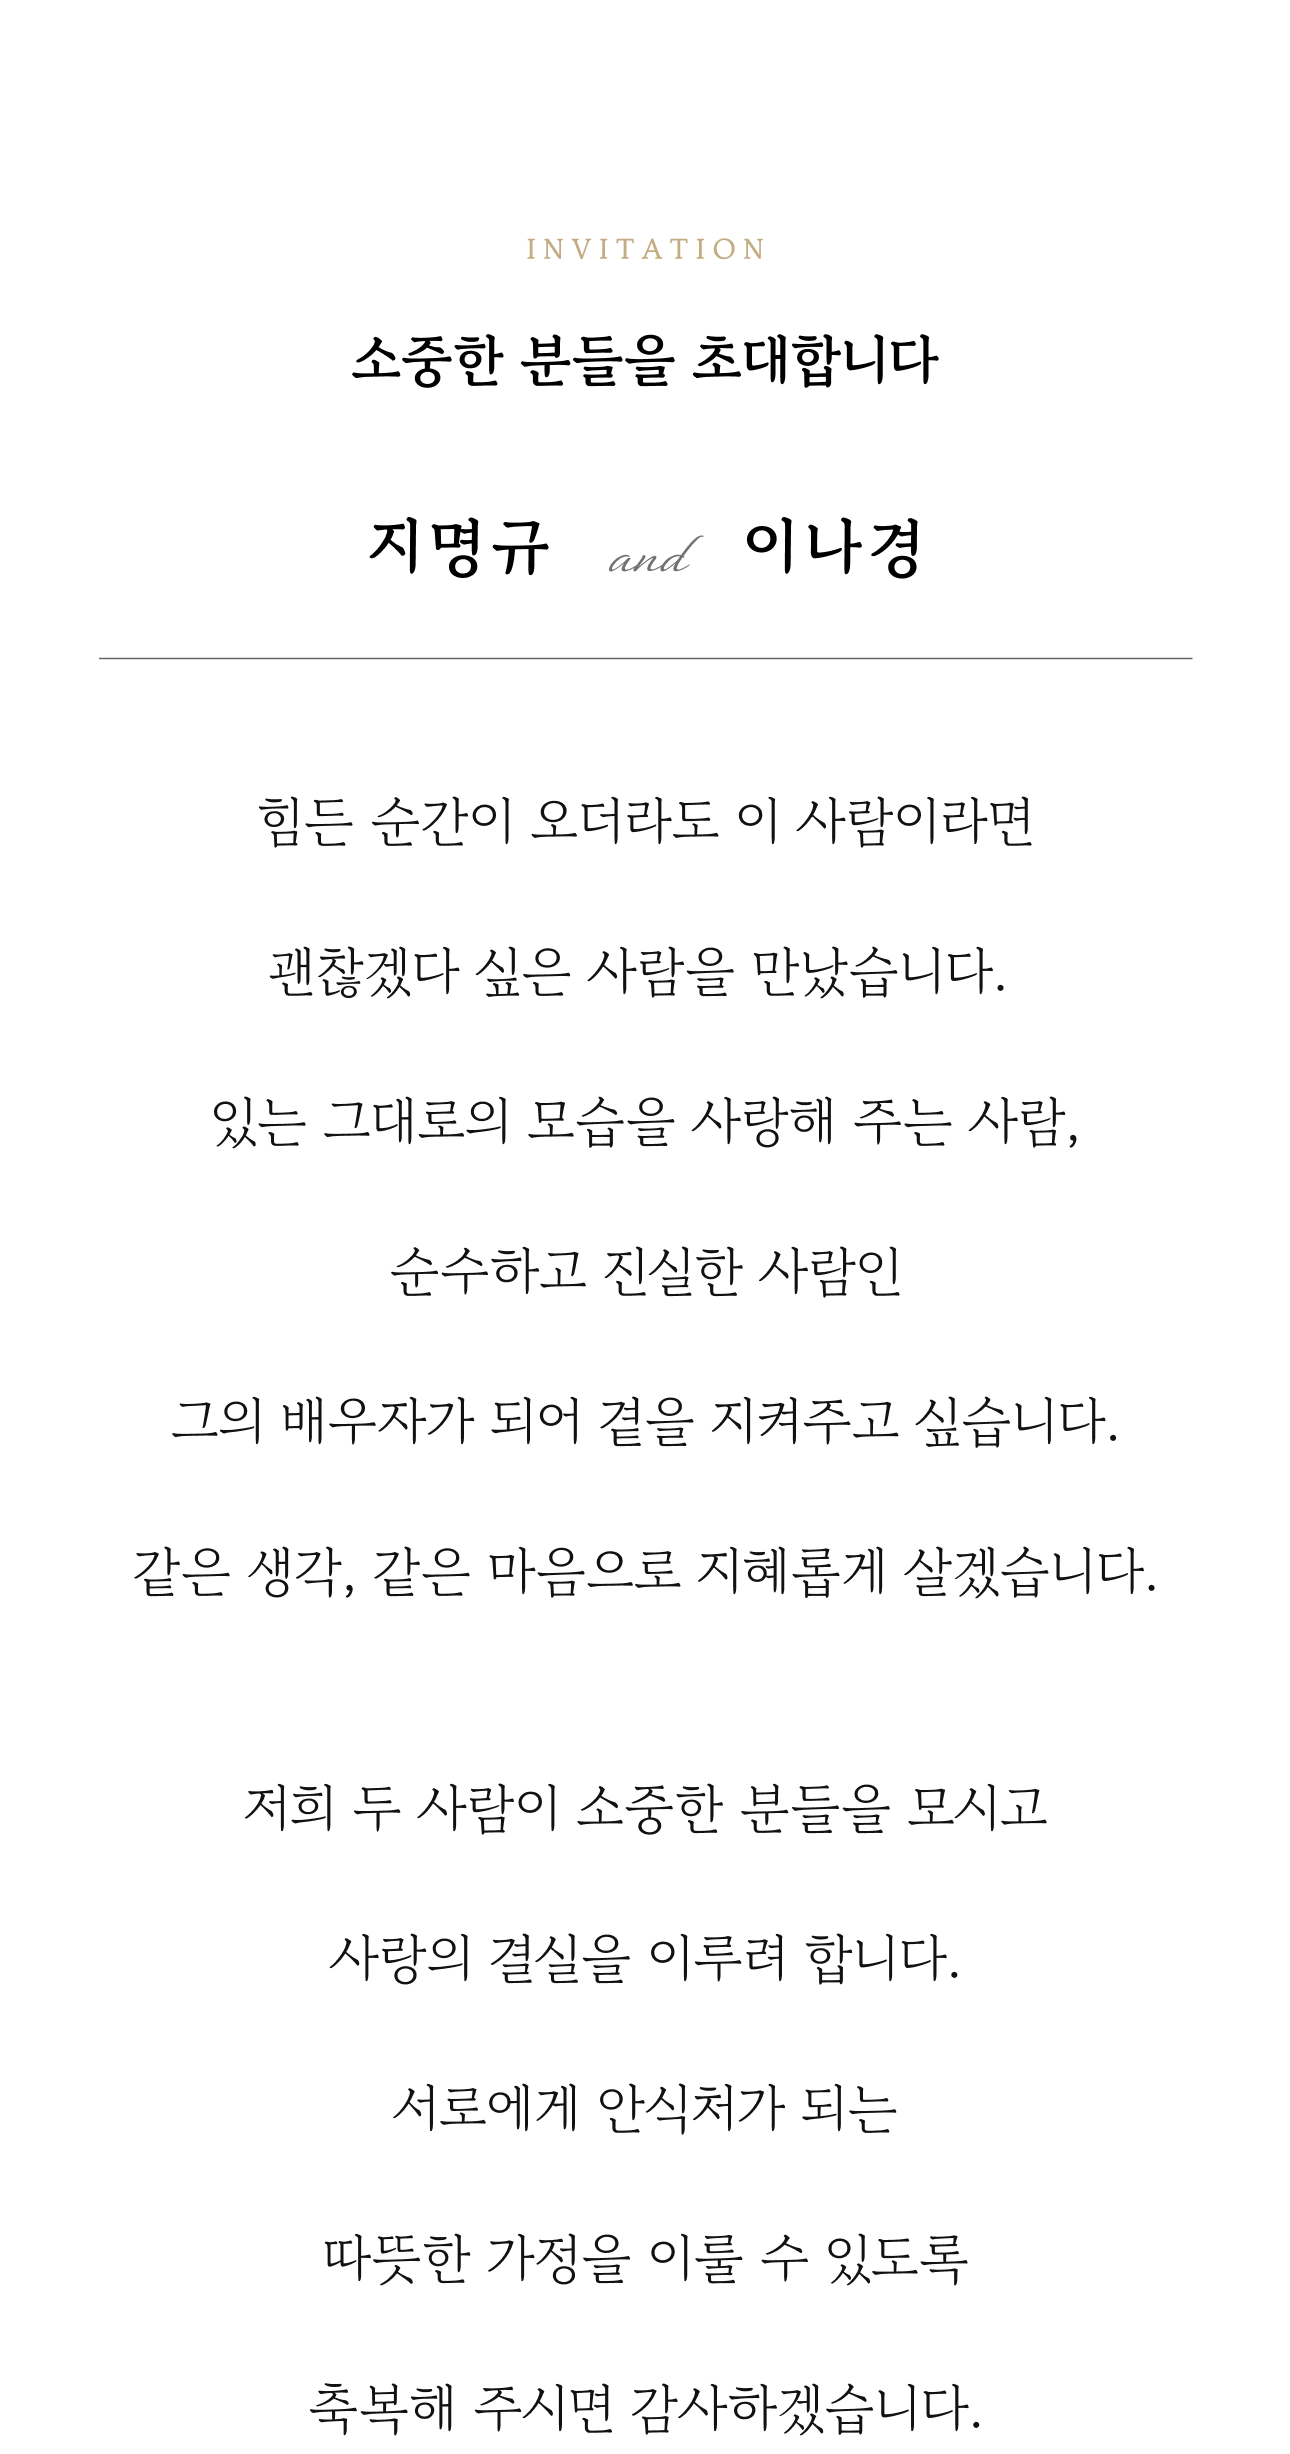 INVITATION
소중한 분들을 초대합니다
지명규 and 이나경
힘든 순간이 오더라도 이 사람이라면
괜찮겠다 싶은 사람을 만났습니다.
있는 그대로의 모습을 사랑해 주는 사람,
순수하고 진실한 사람인
그의 배우자가 되어 곁을 지켜주고 싶습니다.
같은 생각, 같은 마음으로 지혜롭게 살겠습니다.
저희 두 사람이 소중한 분들을 모시고
사랑의 결실을 이루려 합니다.
서로에게 안식처가 되는
따뜻한 가정을 이룰 수 있도록
축복해 주시면 감사하겠습니다.